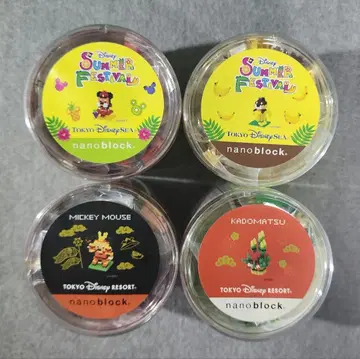 Disney
SUMMER
FESTIVAL
TOKYO DISNEYSEA
nanoblock®
Disney
SUMMER
FESTIVAL
TOKYO DISNEYSEA
nanoblock®
MICKEY MOUSE
TOKYO Disney RESORT®
nanoblock®
KADOMATSU
TOKYO Disney RESORT®
nanoblock®